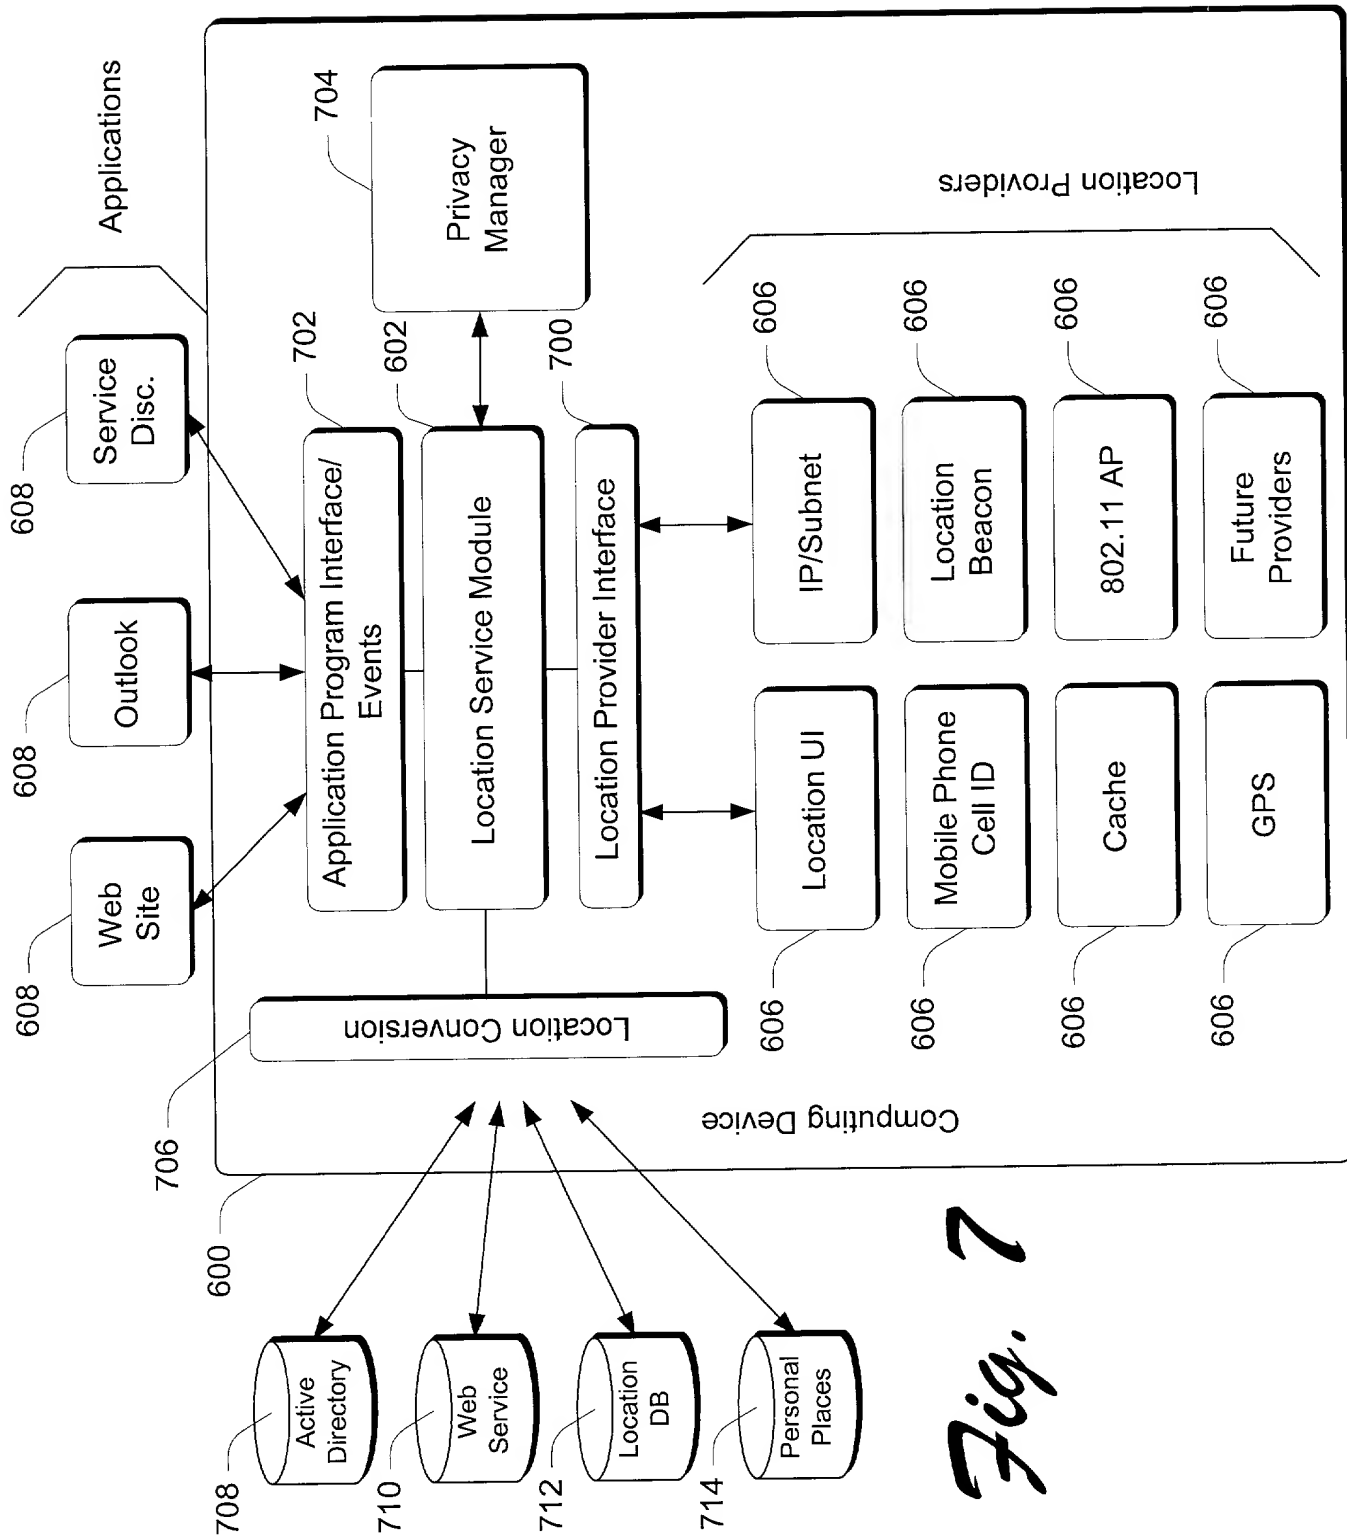 Applications
608
Web
Site
608
Outlook
608
Service
Disc.
600
706
Location Conversion
Application Program Interface/
Events
702
Location Service Module
602
Location Provider Interface
700
Privacy
Manager
704
708
Active
Directory
710
Web
Service
712
Location
DB
714
Personal
Places
Computing Device
606
Location UI
606
Mobile Phone
Cell ID
606
Cache
606
GPS
IP/Subnet
606
Location
Beacon
606
802.11 AP
606
Future
Providers
606
Location Providers
Fig. 7